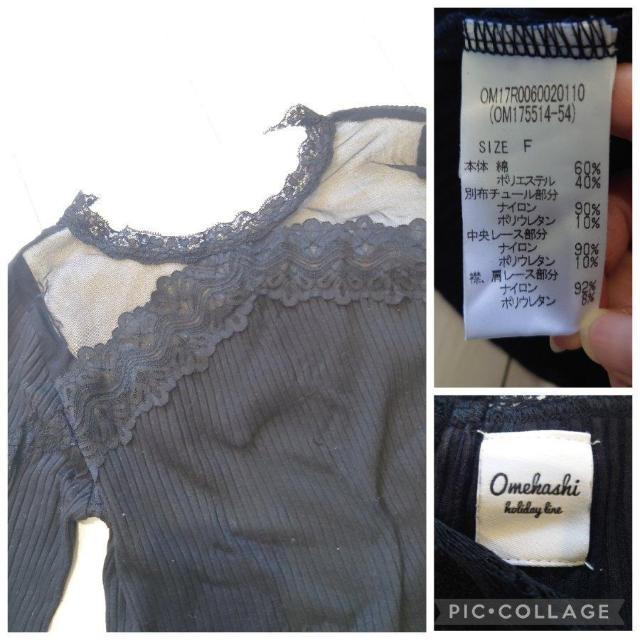 OM17R0060020110
(OM175514-54)
SIZE F
本体 綿 60%
ポリエステル 40%
別布チュール部分
ナイロン 90%
ポリウレタン 10%
中央レース部分
ナイロン 90%
ポリウレタン 10%
襟、肩レース部分
ナイロン 92%
ポリウレタン 8%
Omekashi
holiday line
PIC•COLLAGE